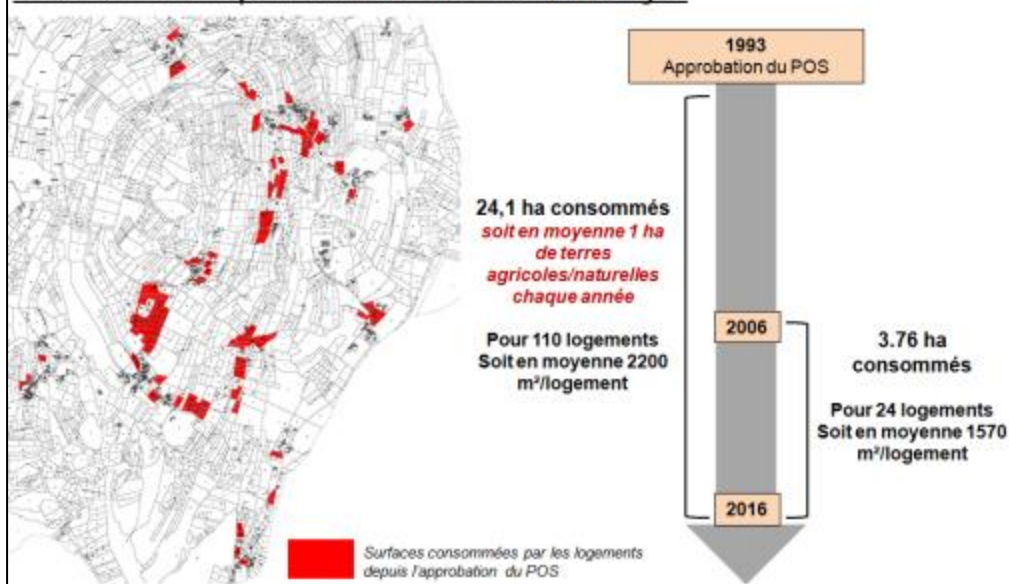 1993
Approbation du POS
24,1 ha consommés
soit en moyenne 1 ha
de terres
agricoles/naturelles
chaque année
Pour 110 logements
Soit en moyenne 2200
m²/logement
2006
3.76 ha
consommés
Pour 24 logements
Soit en moyenne 1570
m²/logement
2016
Surfaces consommées par les logements
depuis l'approbation du POS